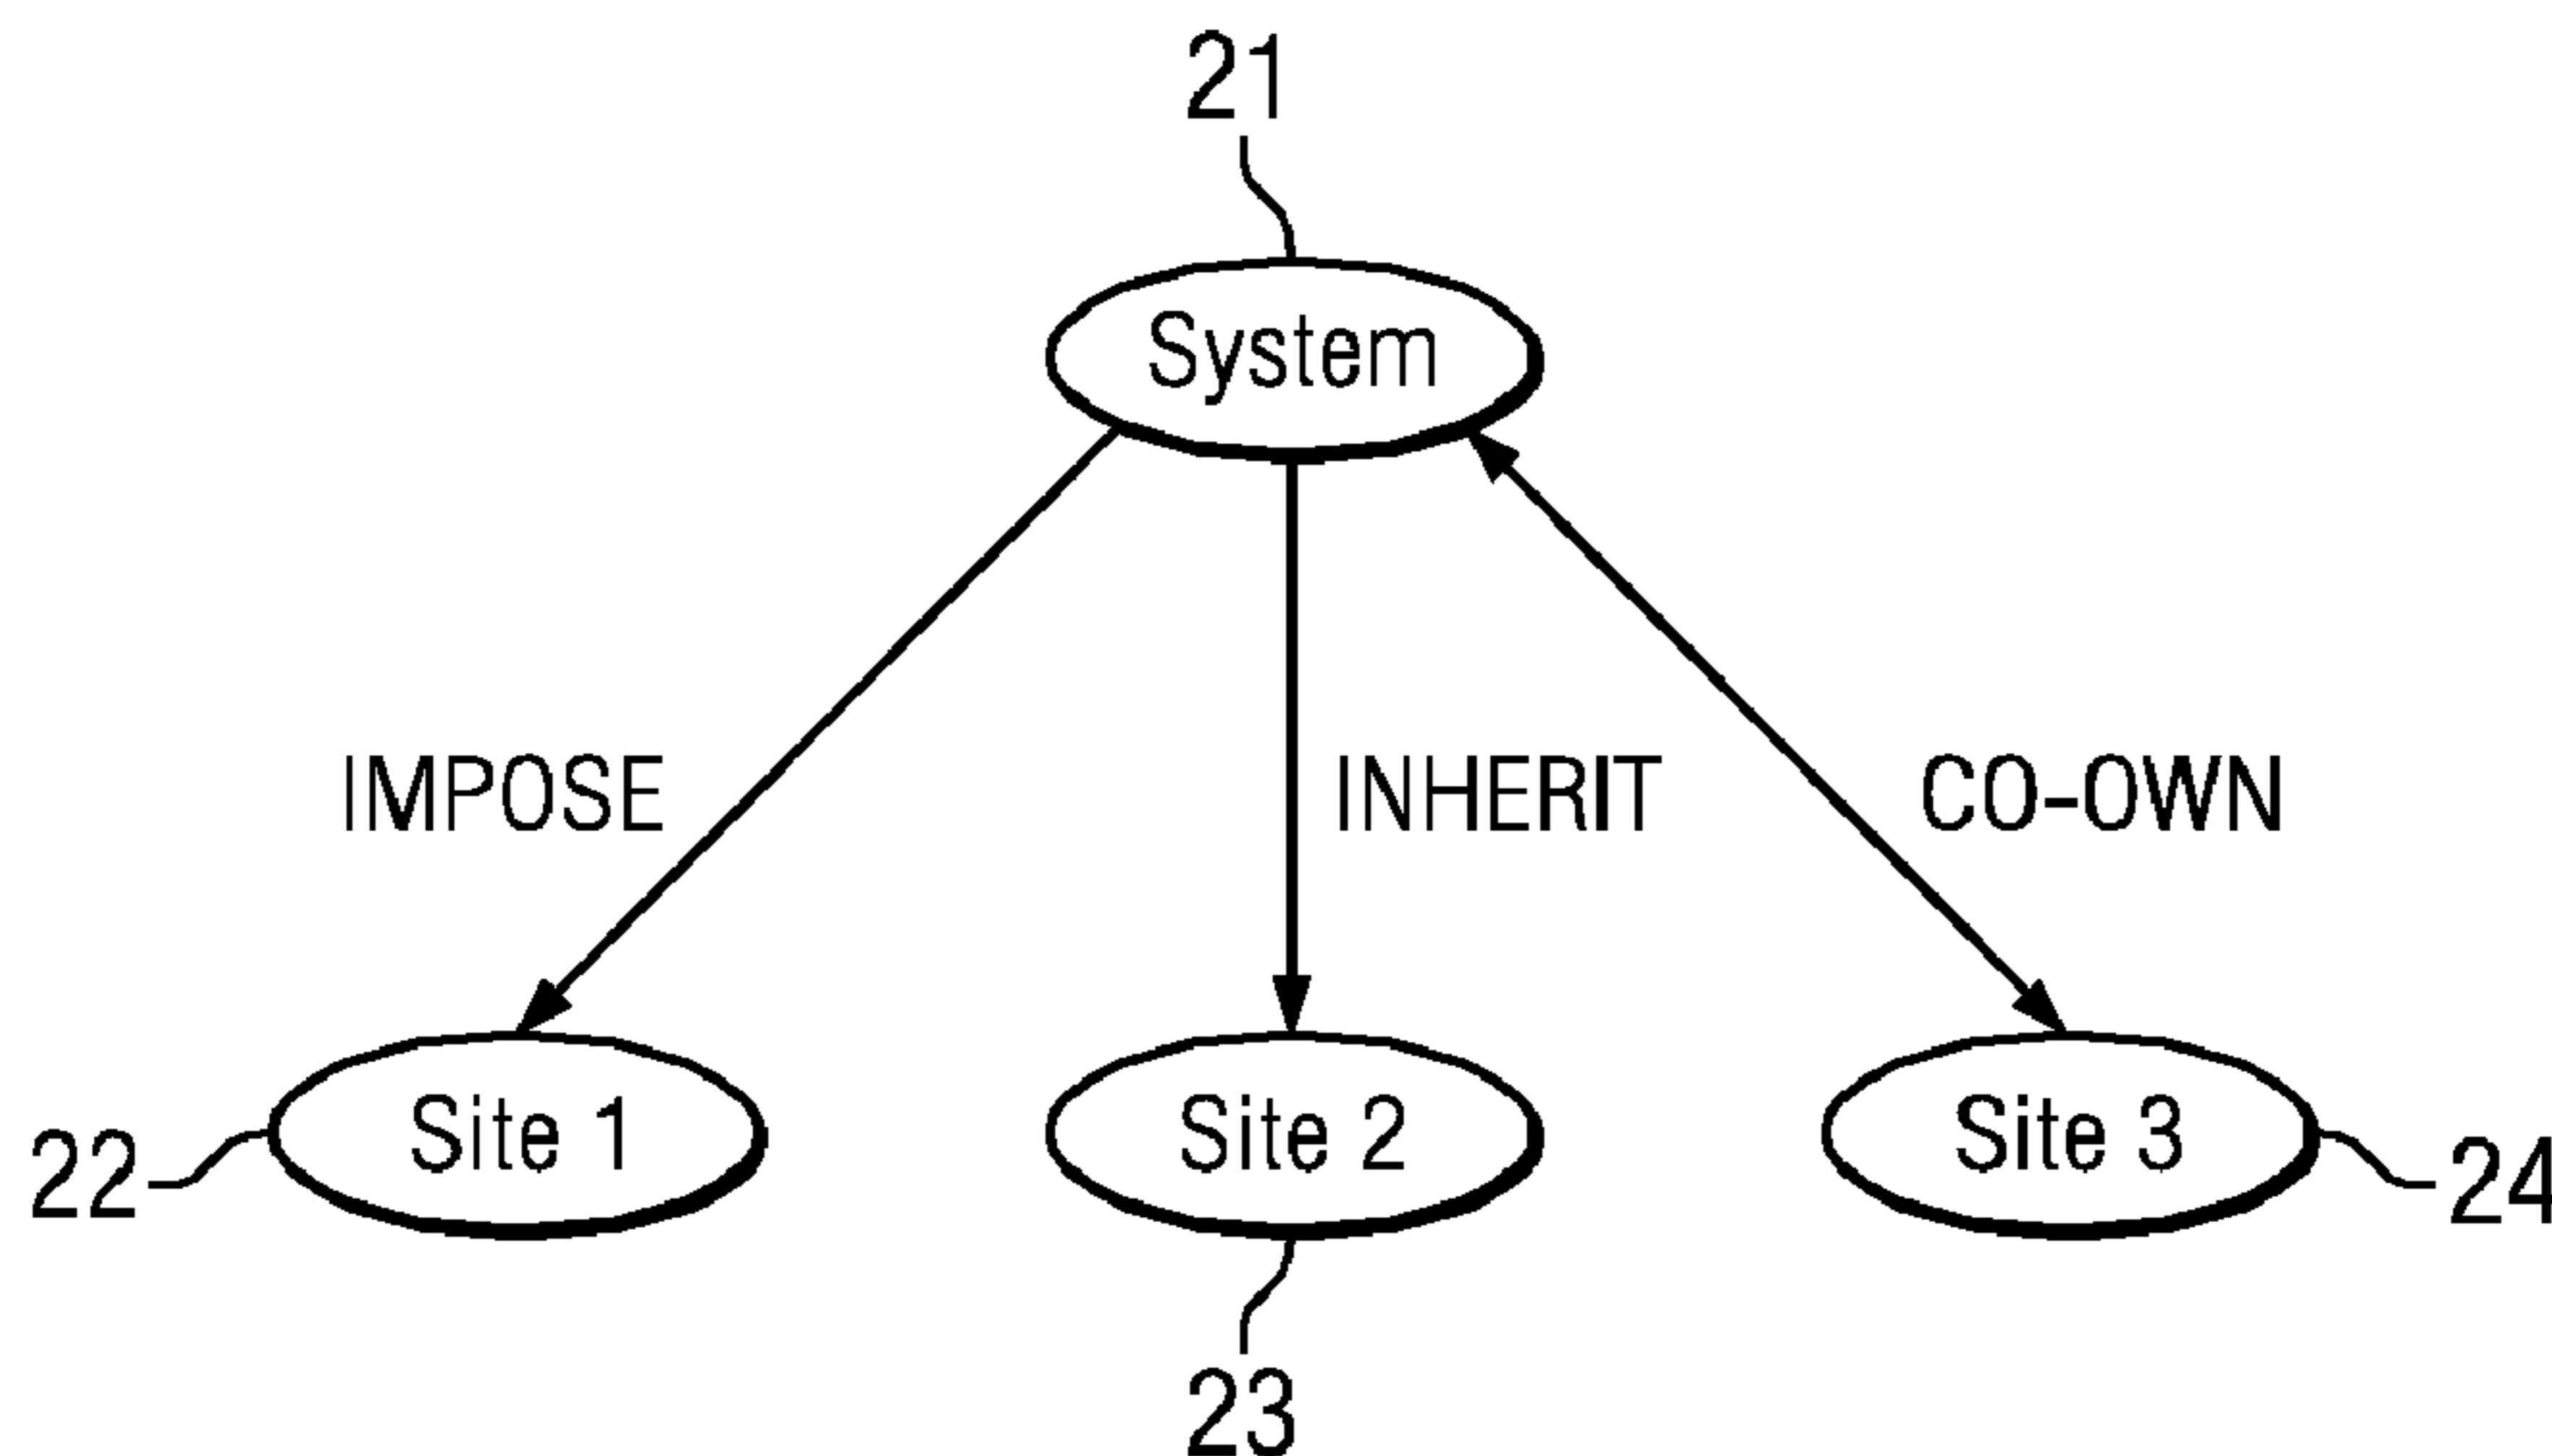 21
System
IMPOSE
INHERIT
CO-OWN
Site 1
Site 2
Site 3
22
24
23